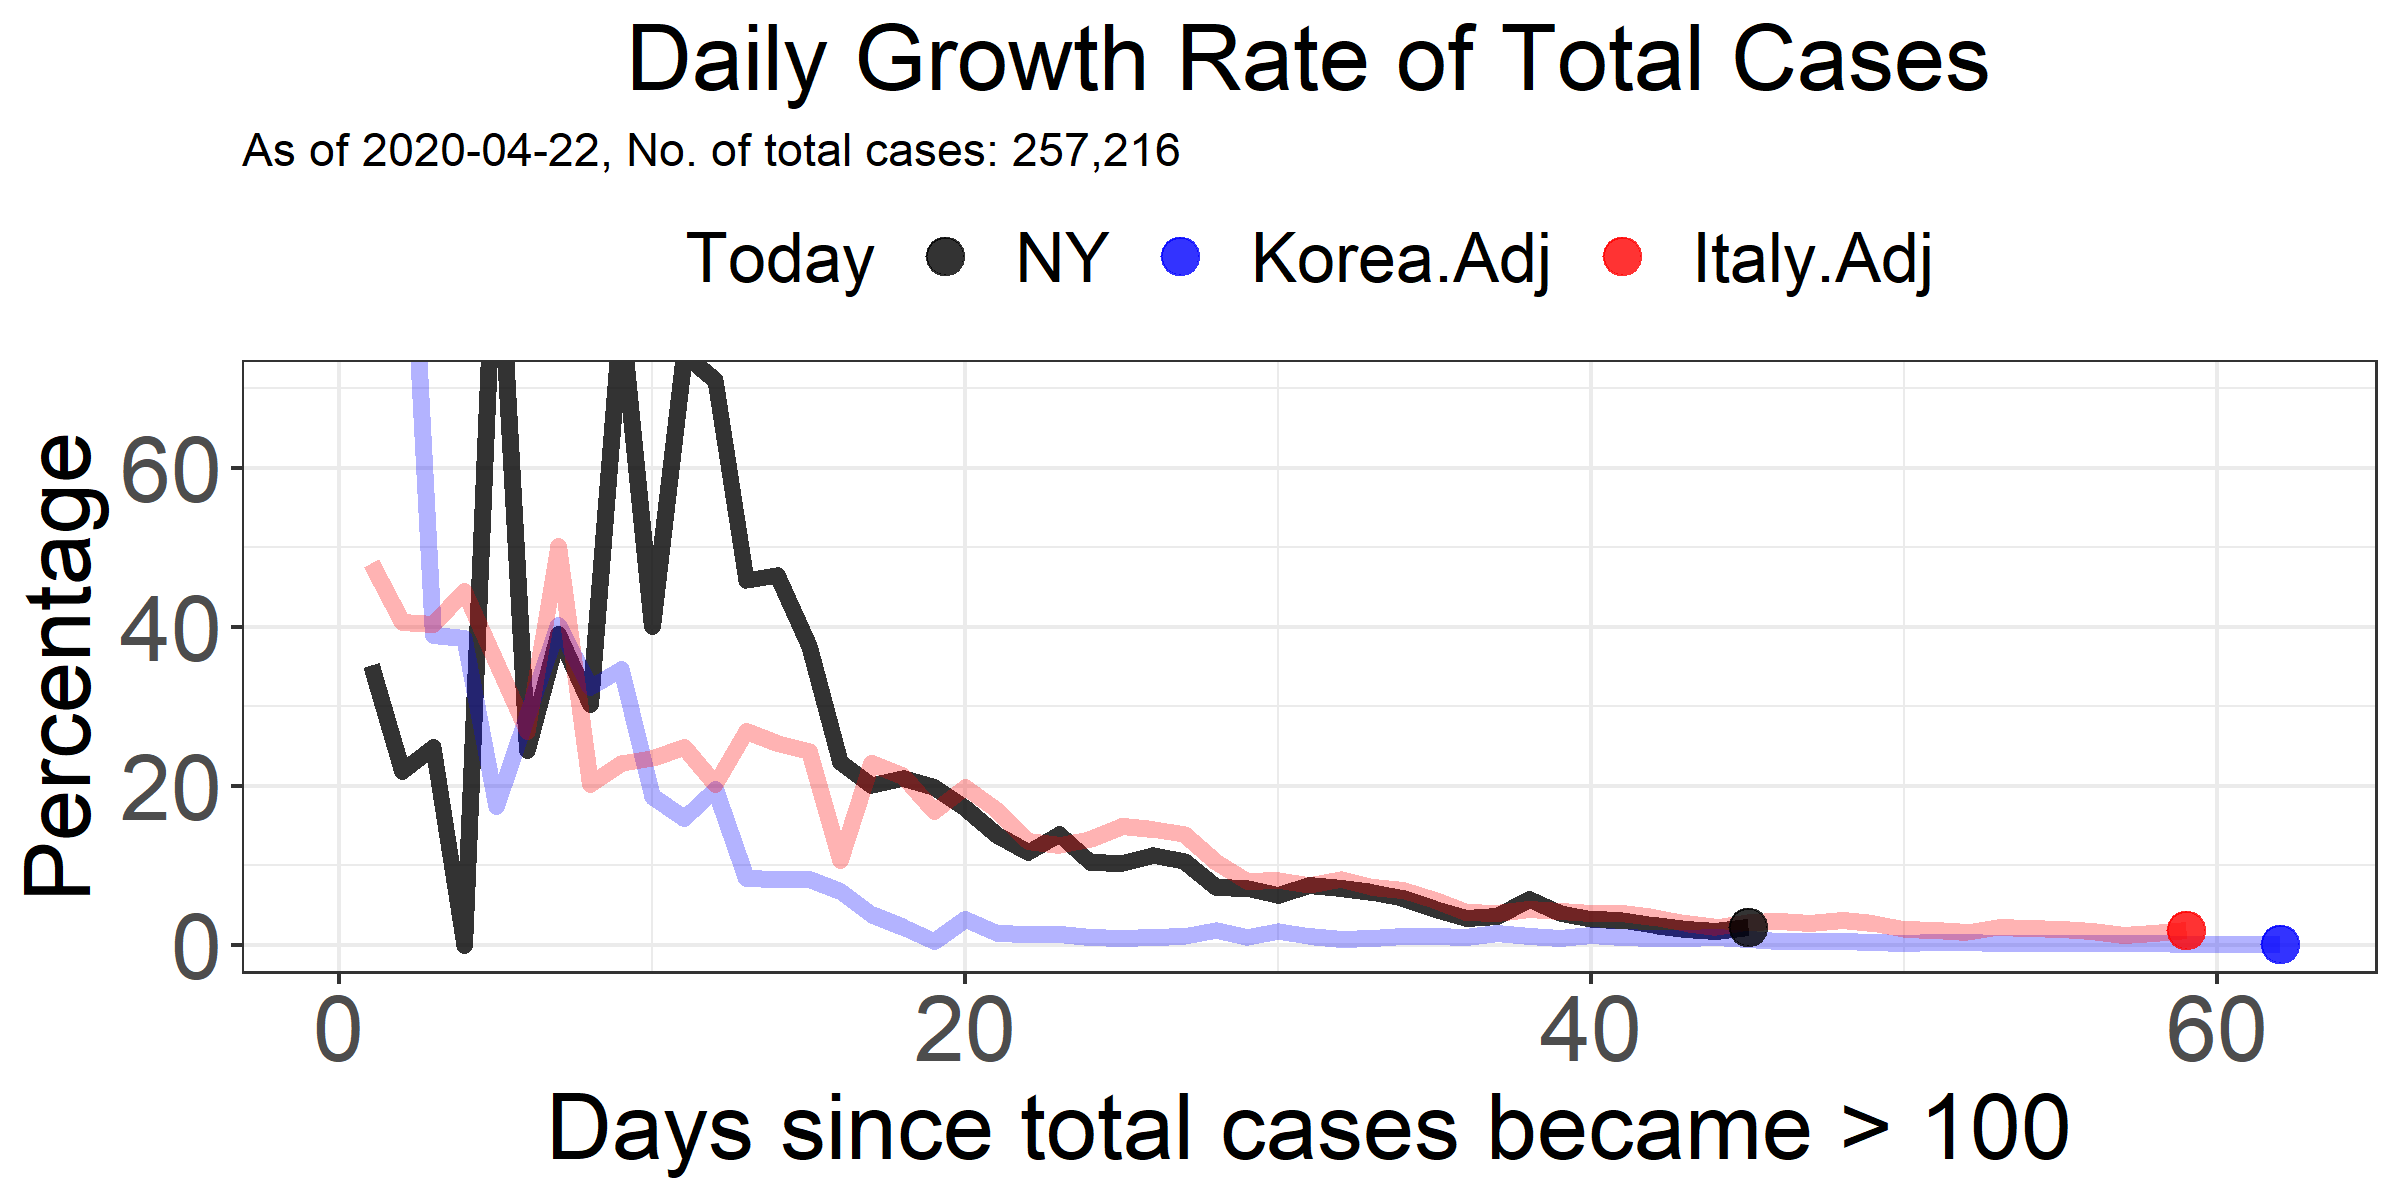 Daily Growth Rate of Total Cases
As of 2020-04-22, No. of total cases: 257,216
Today NY Korea.Adj Italy.Adj
Percentage
60
40
20
0
0 20 40 60
Days since total cases became > 100